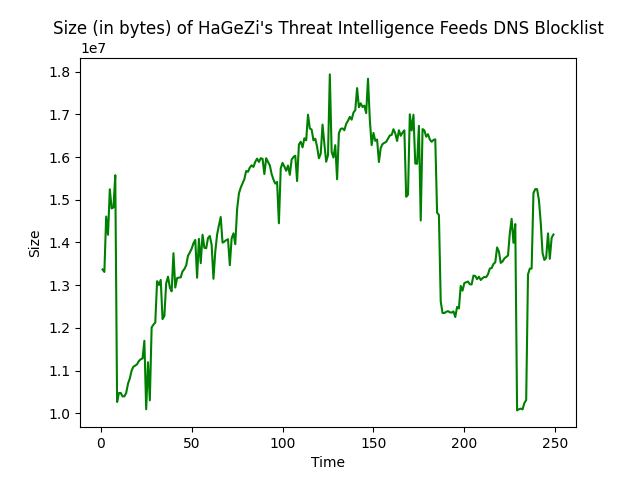 Size (in bytes) of HaGeZi's Threat Intelligence Feeds DNS Blocklist
1e7
1.8
1.7
1.6
1.5
1.4
1.3
1.2
1.1
1.0
Size
0 50 100 150 200 250
Time